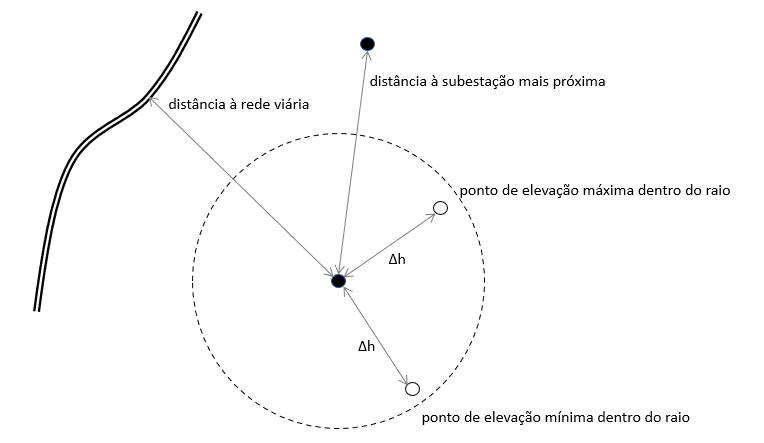 distância à subestação mais próxima
distância à rede viária
ponto de elevação máxima dentro do raio
Δh
Δh
ponto de elevação mínima dentro do raio